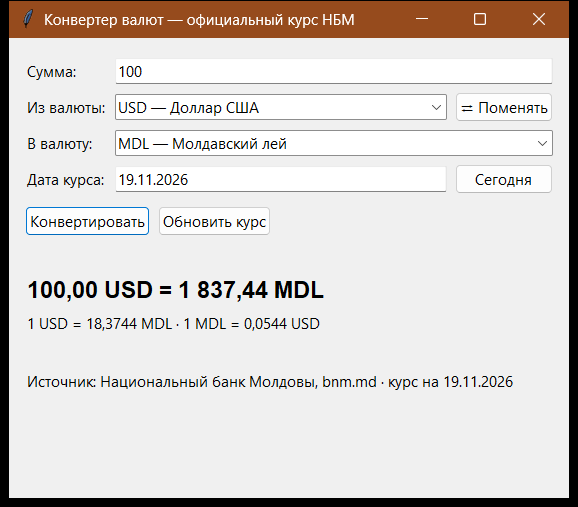 Конвертер валют — официальный курс НБМ
Сумма: 100
Из валюты: USD — Доллар США ⇄ Поменять
В валюту: MDL — Молдавский лей
Дата курса: 19.11.2026 Сегодня
Конвертировать Обновить курс
100,00 USD = 1 837,44 MDL
1 USD = 18,3744 MDL · 1 MDL = 0,0544 USD
Источник: Национальный банк Молдовы, bnm.md · курс на 19.11.2026